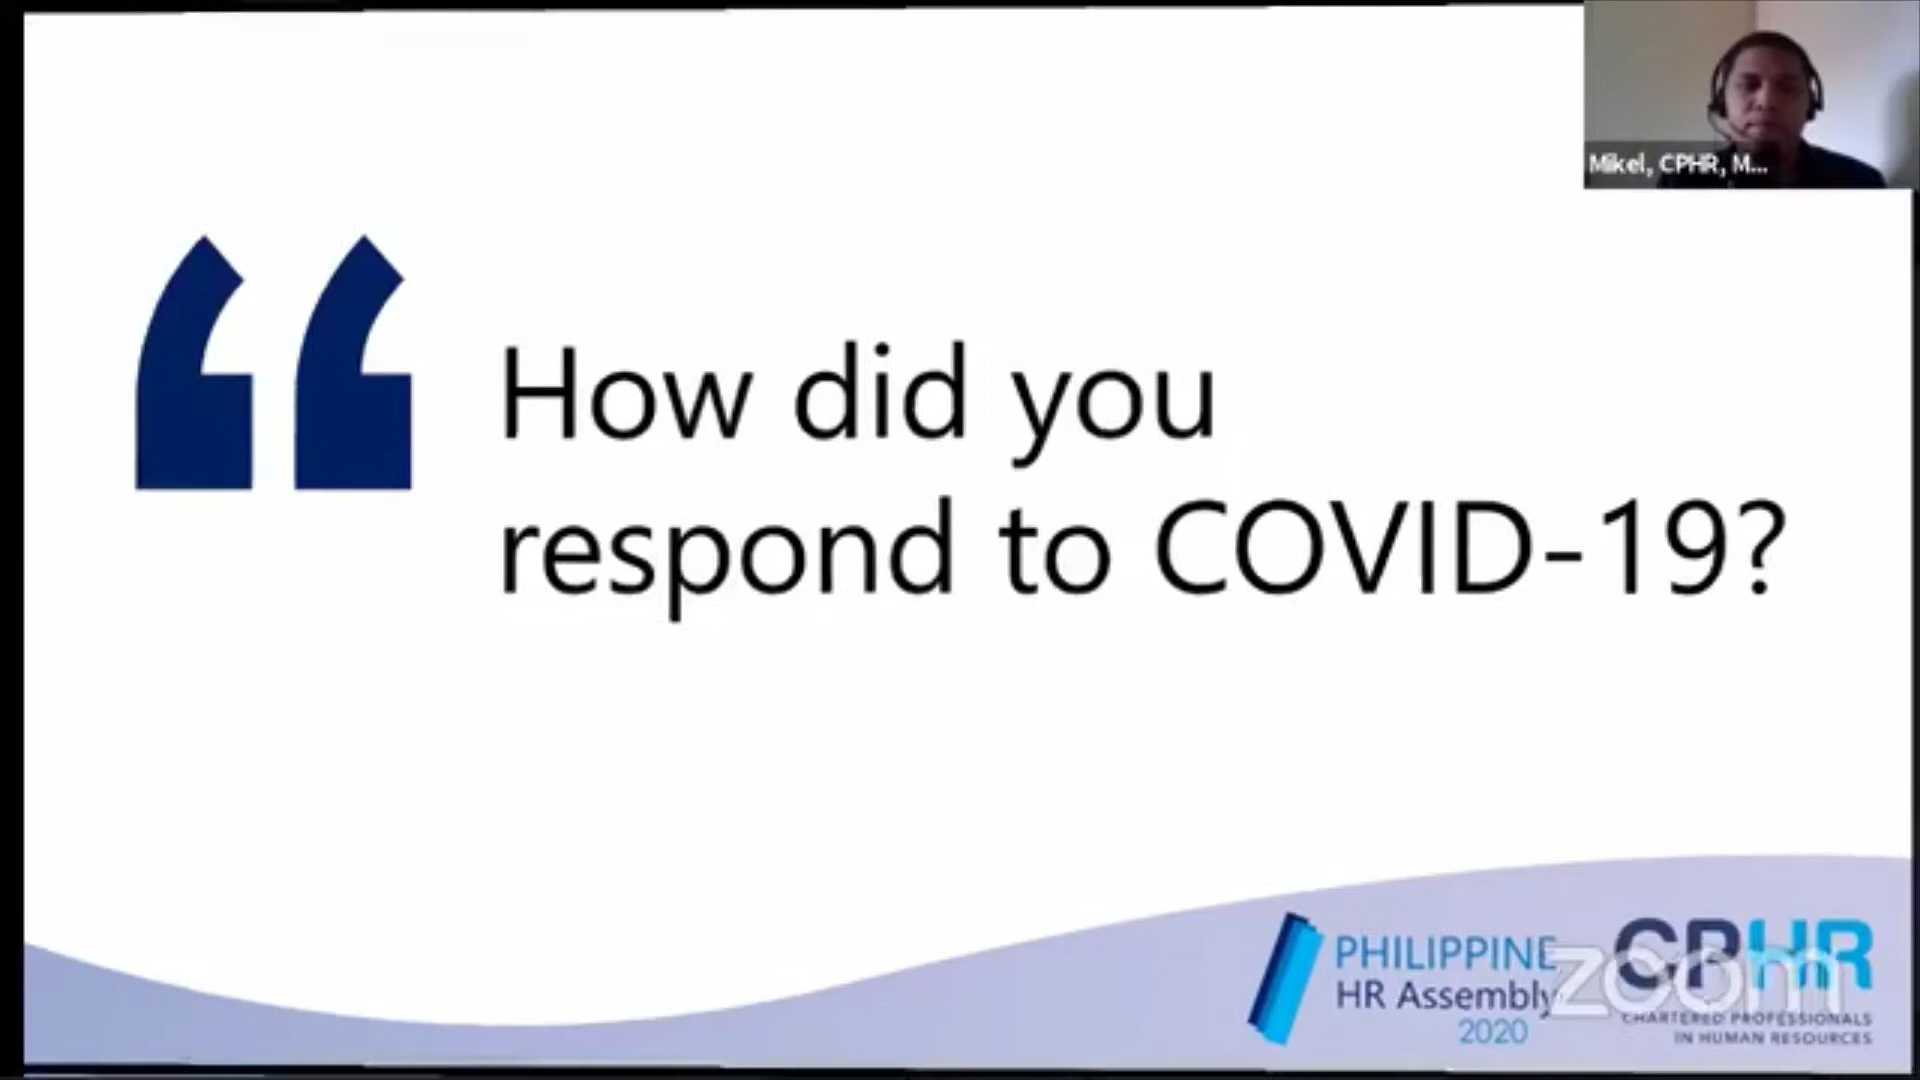 Mikel, CPHR, M...
“
How did you
respond to COVID-19?
PHILIPPINE
HR Assembly
2020
CPHR
zoom
CHARTERED PROFESSIONALS
IN HUMAN RESOURCES